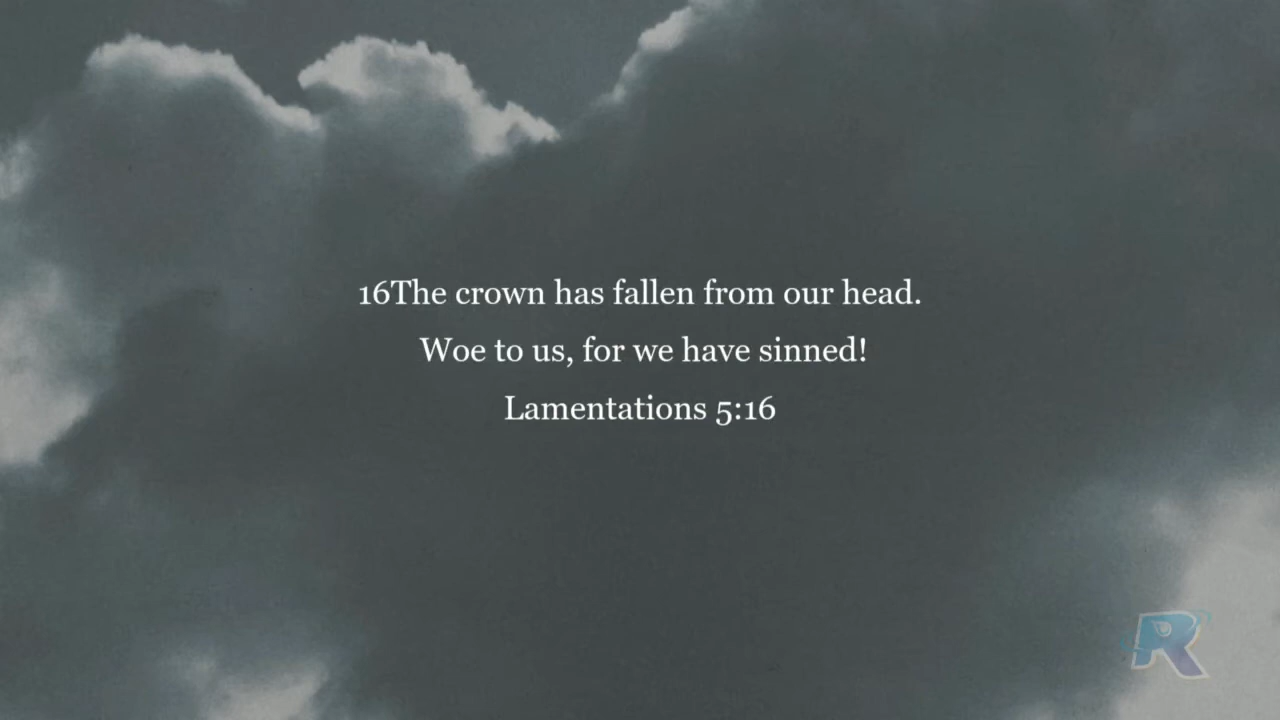 16The crown has fallen from our head.
Woe to us, for we have sinned!
Lamentations 5:16
R